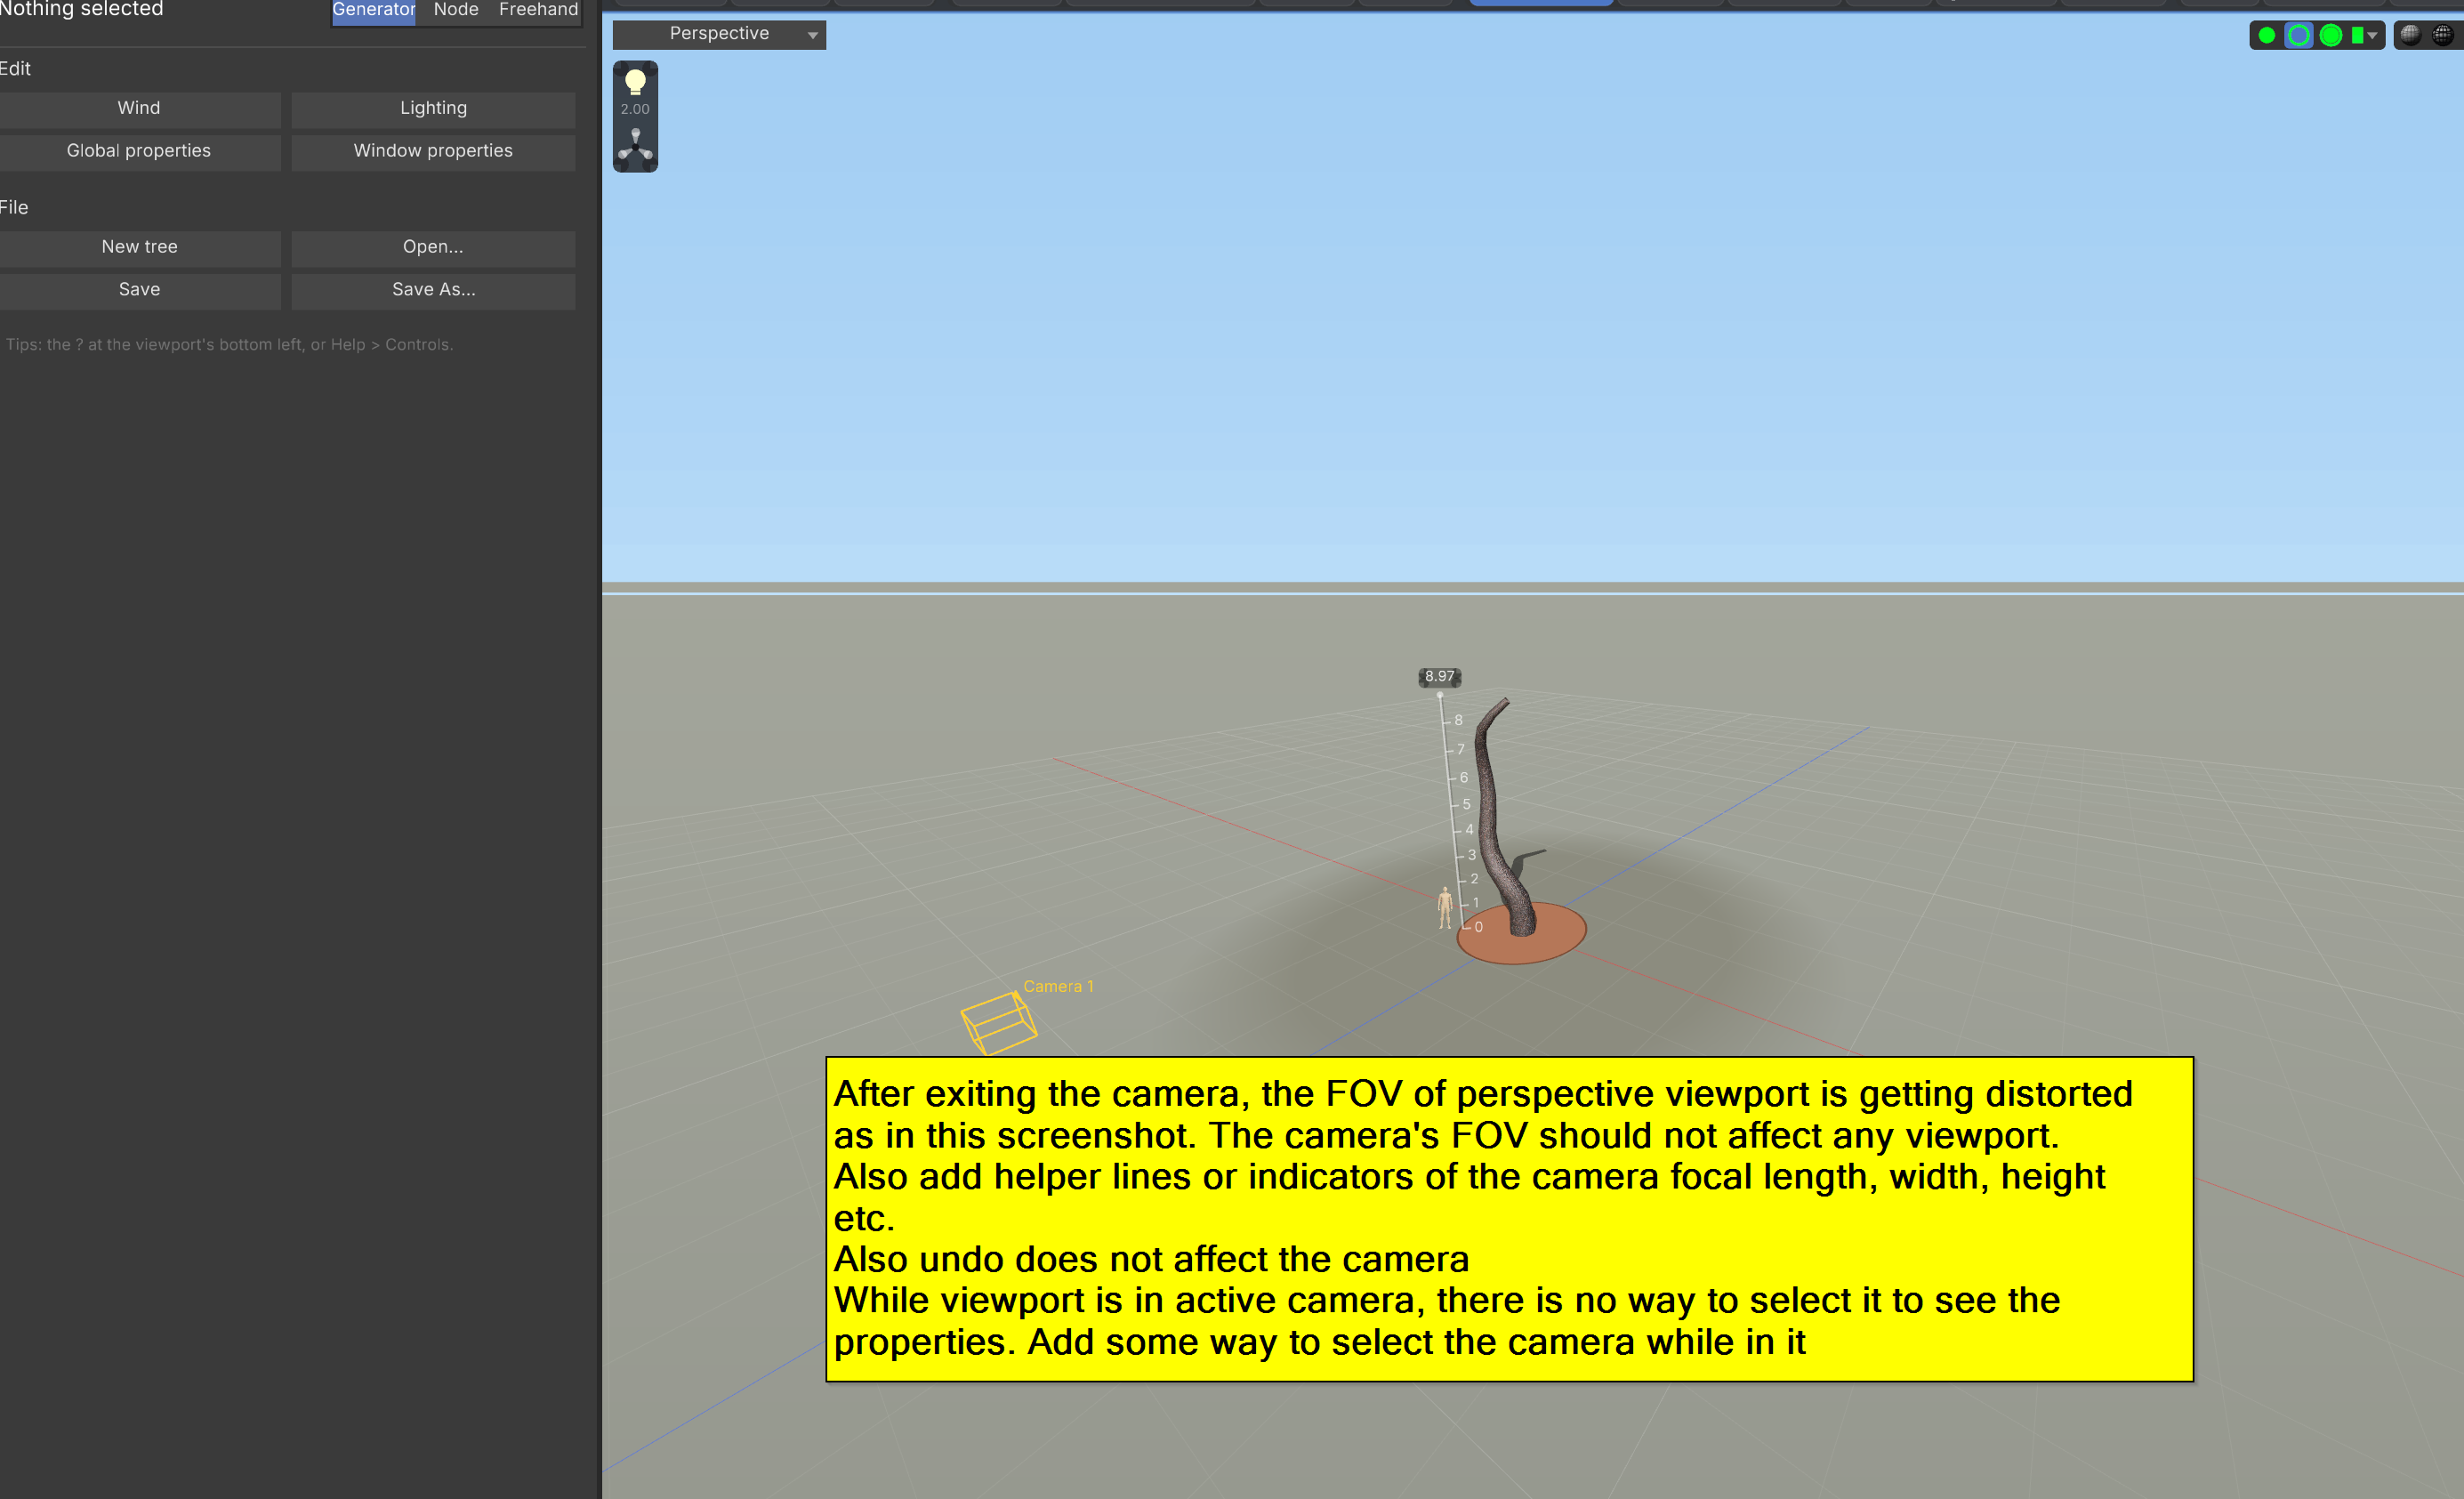 Nothing selected
Generator Node Freehand
Edit
Wind Lighting
Global properties Window properties
File
New tree Open...
Save Save As...
Tips: the ? at the viewport's bottom left, or Help > Controls.
Perspective
2.00
8.97
8
7
6
5
4
3
2
1
0
Camera 1
After exiting the camera, the FOV of perspective viewport is getting distorted
as in this screenshot. The camera's FOV should not affect any viewport.
Also add helper lines or indicators of the camera focal length, width, height
etc.
Also undo does not affect the camera
While viewport is in active camera, there is no way to select it to see the
properties. Add some way to select the camera while in it